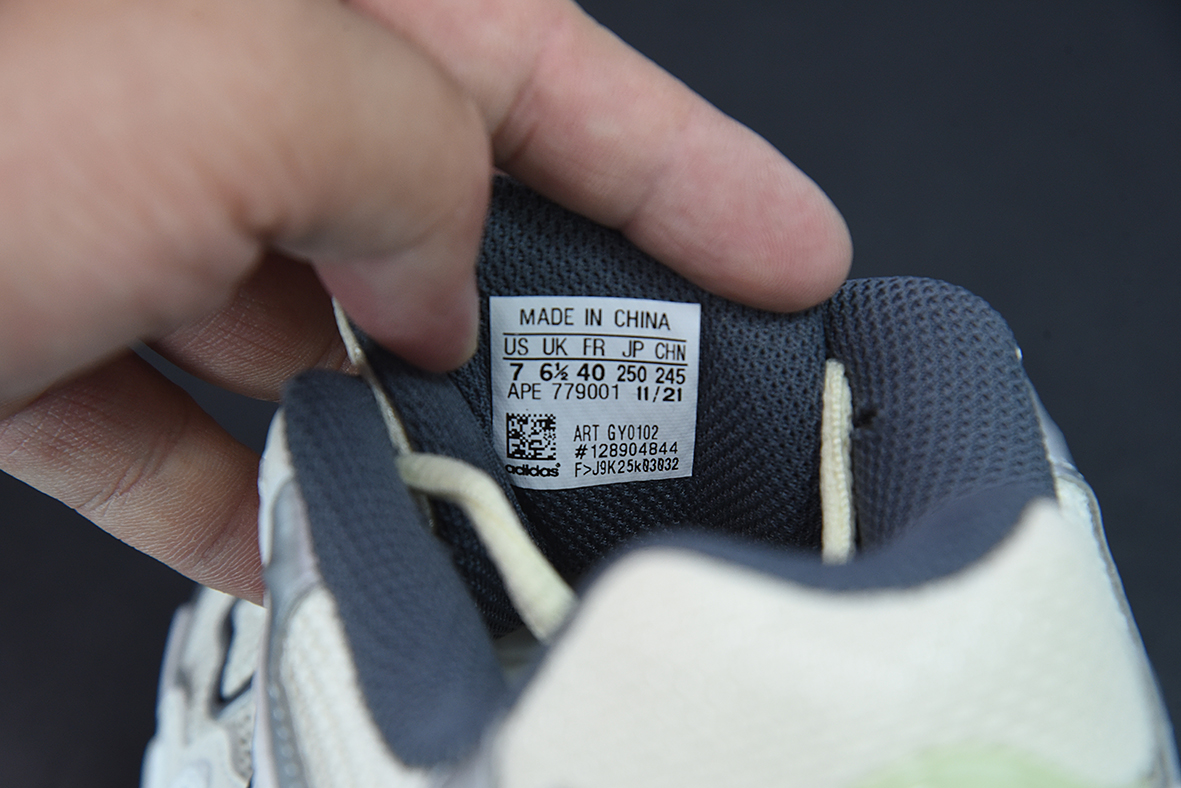 MADE IN CHINA
US UK FR JP CHN
7 6½ 40 250 245
APE 779001 11/21
ART GY0102
#128904844
adidas F>J9K25k03032